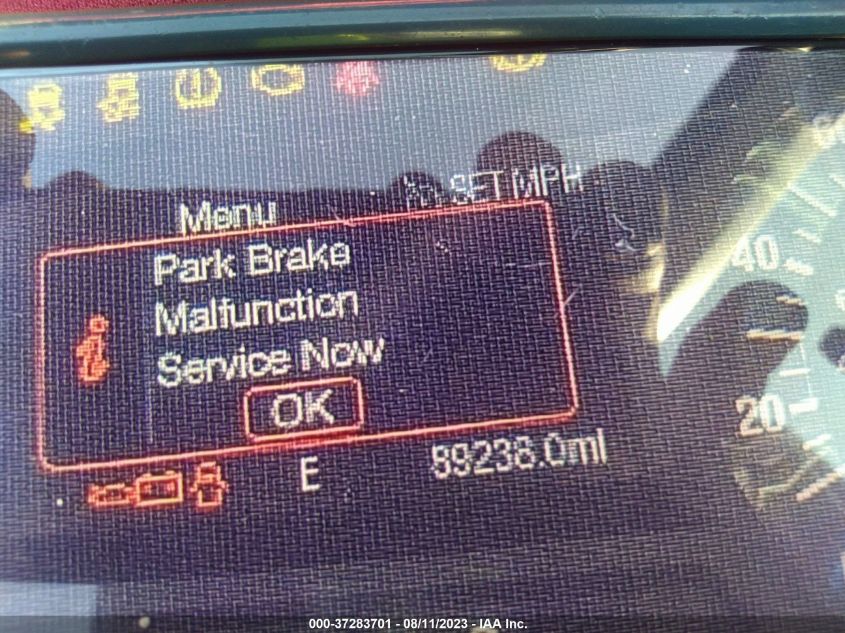 SET MPH
Menu
Park Brake
Malfunction
Service Now
OK
40
20
E
89238.0mi
000-37283701 - 08/11/2023 - IAA Inc.